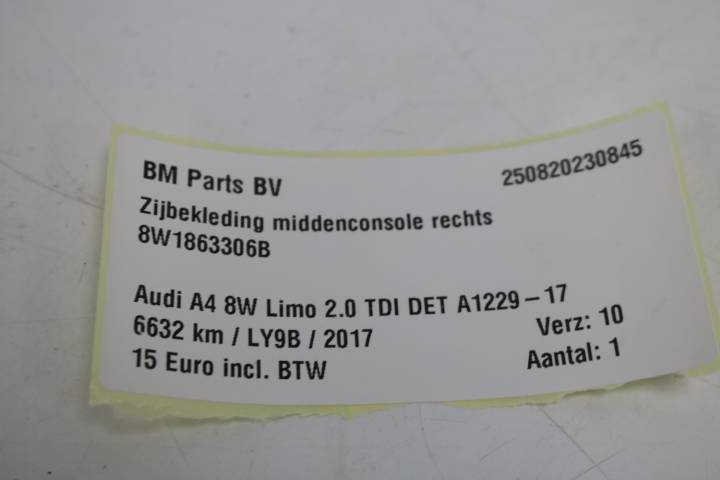 BM Parts BV
250820230845
Zijbekleding middenconsole rechts
8W1863306B
Audi A4 8W Limo 2.0 TDI DET A1229 – 17
6632 km / LY9B / 2017
Verz: 10
15 Euro incl. BTW
Aantal: 1